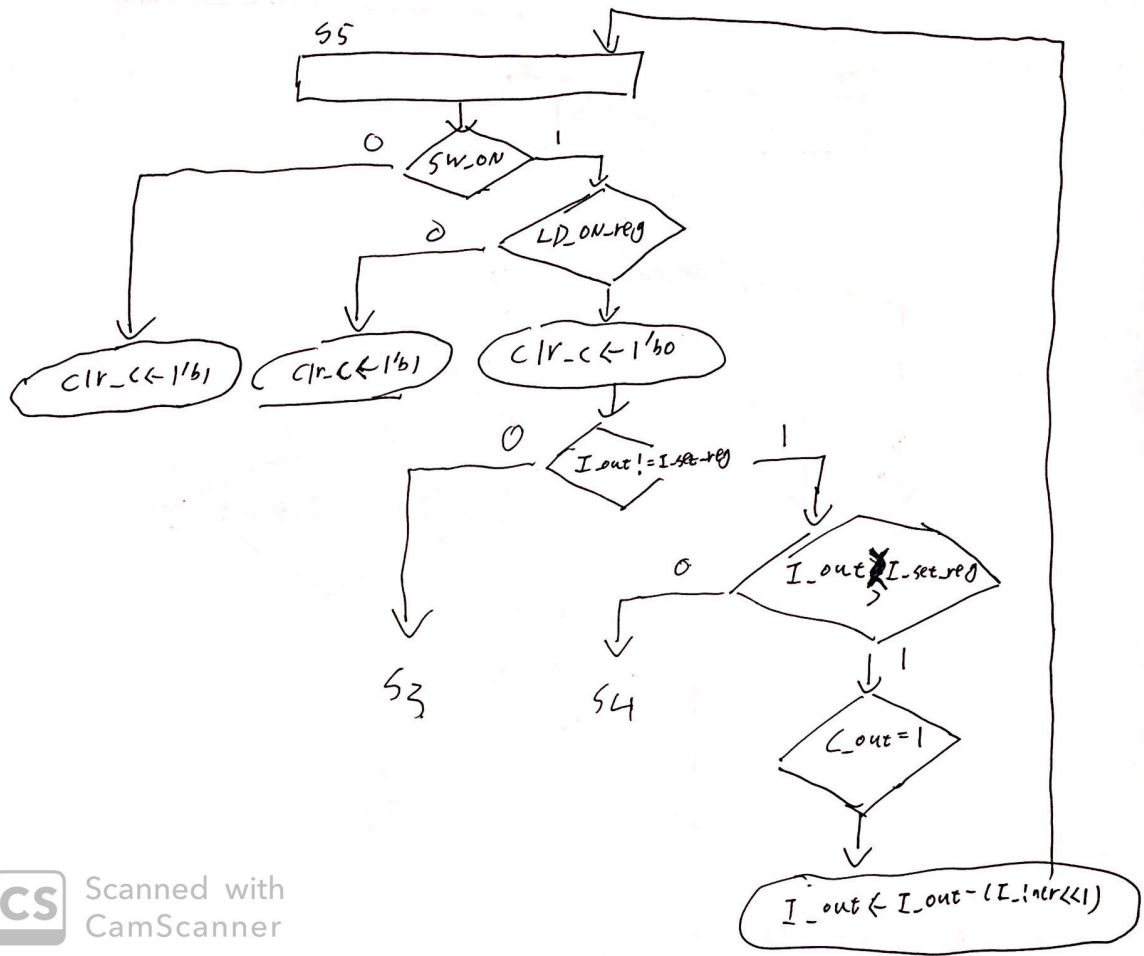 S5
0
SW_ON
1
0
LD_ON_reg
Clr_c←1'b1
Clr_c←1'b1
Clr_c←1'b0
0
I_out!=I_set_reg
1
0
I_out I_set_reg
>
1
S3
S4
C_out=1
I_out←I_out-(I_incr<<1)
CS
Scanned with
CamScanner